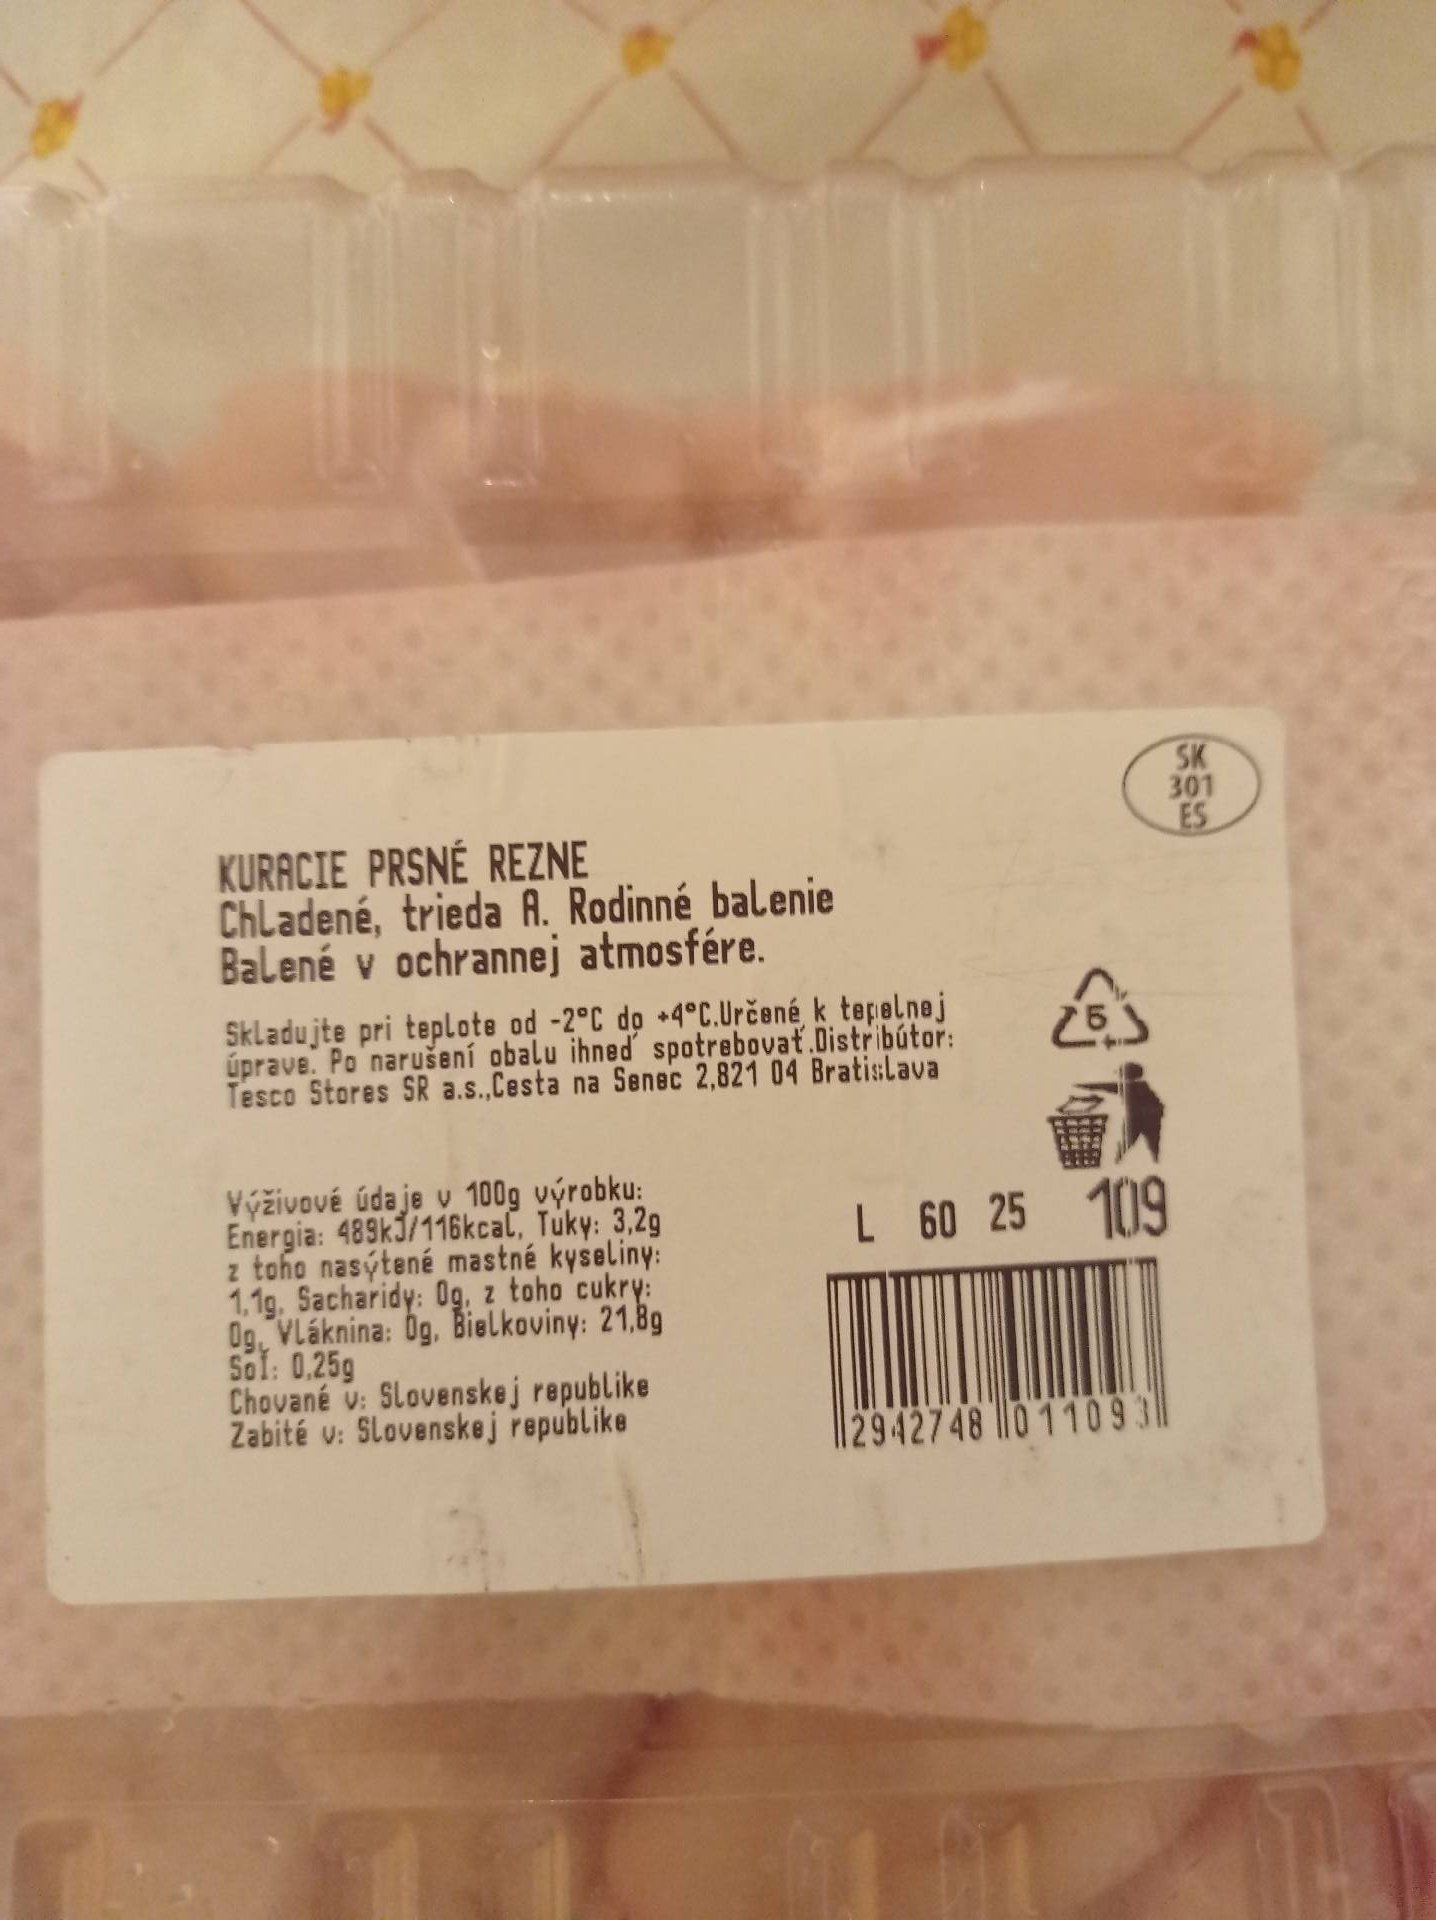 SK
301
ES
KURACIE PRSNÉ REZNE
Chladené, trieda A. Rodinné balenie
Balené v ochrannej atmosfére.
Skladujte pri teplote od -2°C do +4°C.Určené k tepelnej
úprave. Po narušení obalu ihneď spotrebovať.Distribútor:
Tesco Stores SR a.s.,Cesta na Senec 2,821 04 Bratislava
5
Výživové údaje v 100g výrobku:
Energia: 489kJ/116kcal, Tuky: 3,2g
z toho nasýtené mastné kyseliny:
1,1g, Sacharidy: 0g, z toho cukry:
0g, Vláknina: 0g, Bielkoviny: 21,8g
Soľ: 0,25g
Chované v: Slovenskej republike
Zabité v: Slovenskej republike
L 60 25 109
2942748 011093